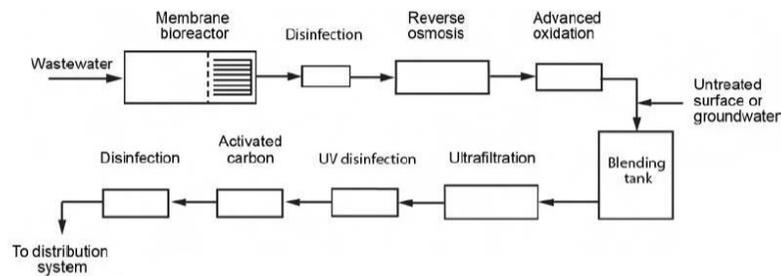 Membrane
bioreactor
Disinfection
Reverse
osmosis
Advanced
oxidation
Wastewater
Untreated
surface or
groundwater
Disinfection
Activated
carbon
UV disinfection
Ultrafiltration
Blending
tank
To distribution
system